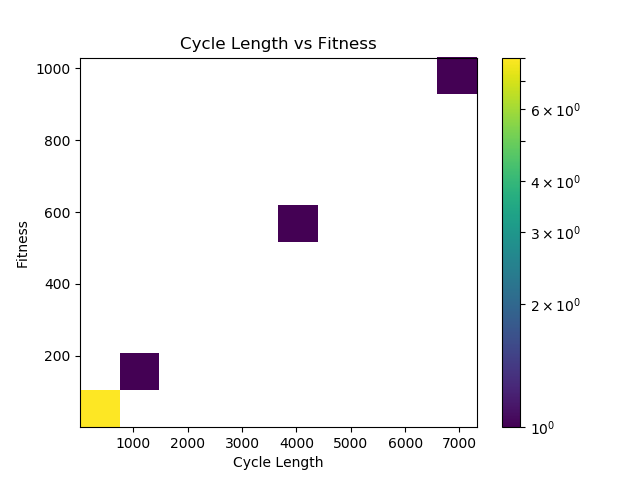 Cycle Length vs Fitness
Fitness
1000
800
600
400
200
1000 2000 3000 4000 5000 6000 7000
Cycle Length
6 × 10⁰
4 × 10⁰
3 × 10⁰
2 × 10⁰
10⁰